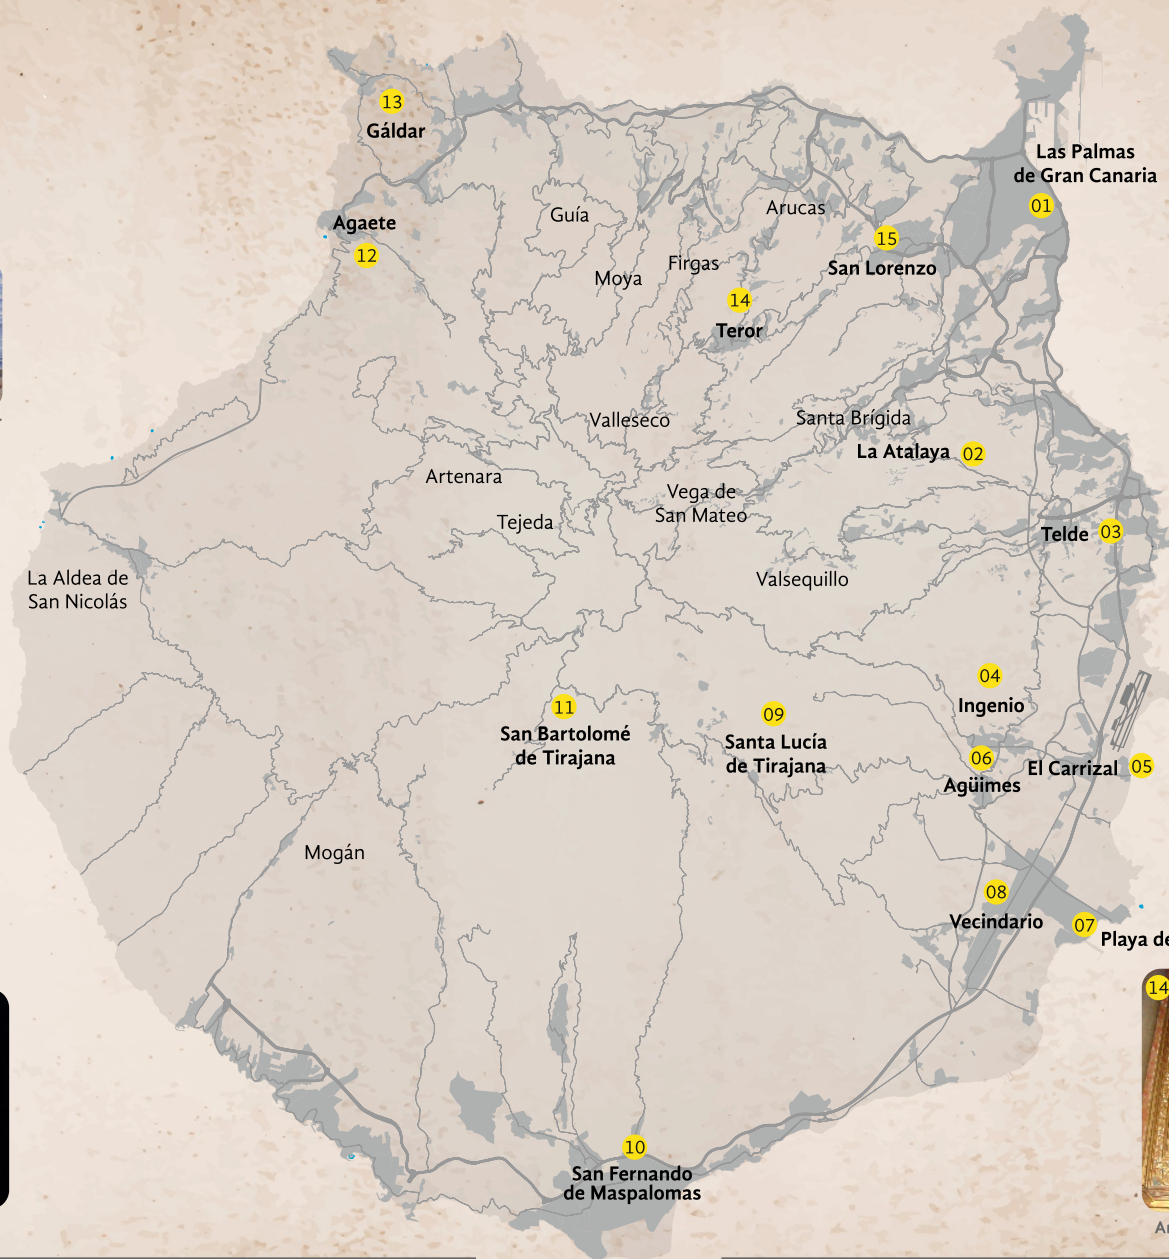 13
Gáldar
Las Palmas
de Gran Canaria
01
Agaete
12
Guía
Arucas
15
San Lorenzo
Firgas
Moya
14
Teror
Valleseco
Santa Brígida
La Atalaya 02
Artenara
Vega de
San Mateo
Tejeda
Telde 03
La Aldea de
San Nicolás
Valsequillo
04
Ingenio
11
San Bartolomé
de Tirajana
09
Santa Lucía
de Tirajana
06
Agüimes
El Carrizal 05
Mogán
08
Vecindario
07
Playa de
14
10
San Fernando
de Maspalomas